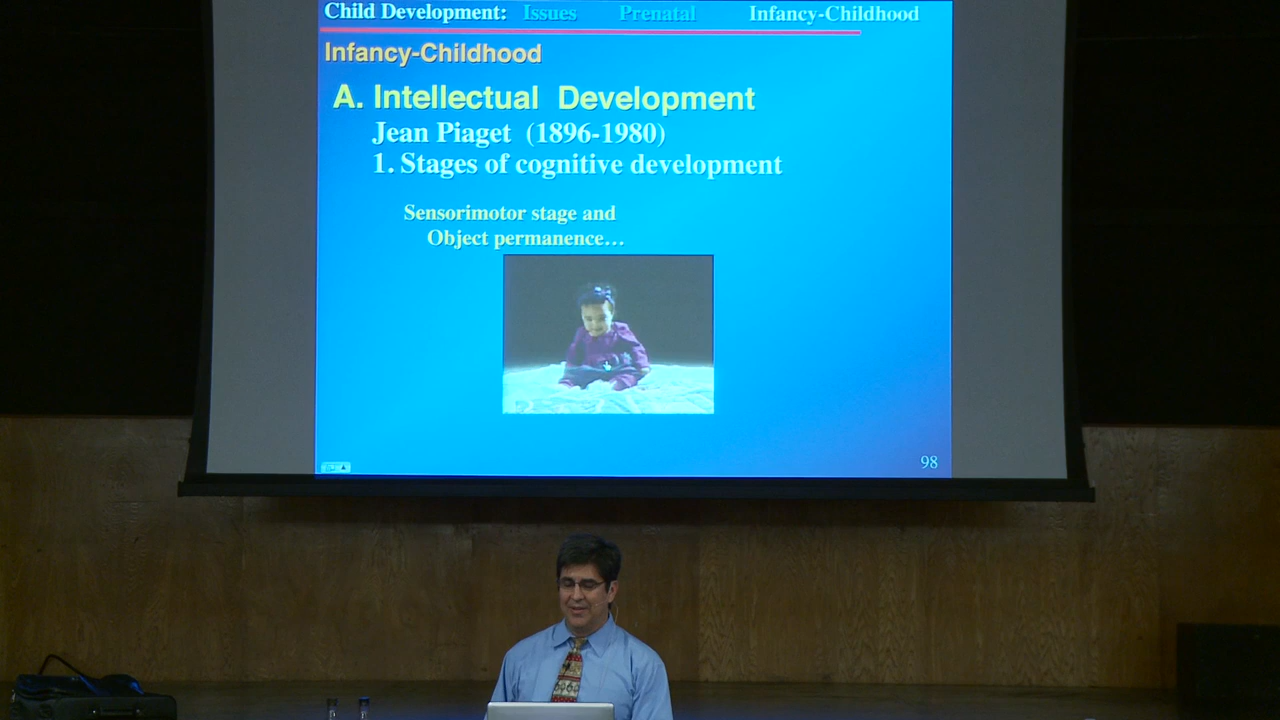 Child Development: Issues Prenatal Infancy-Childhood
Infancy-Childhood
A. Intellectual Development
Jean Piaget (1896-1980)
1. Stages of cognitive development
Sensorimotor stage and
Object permanence…
98